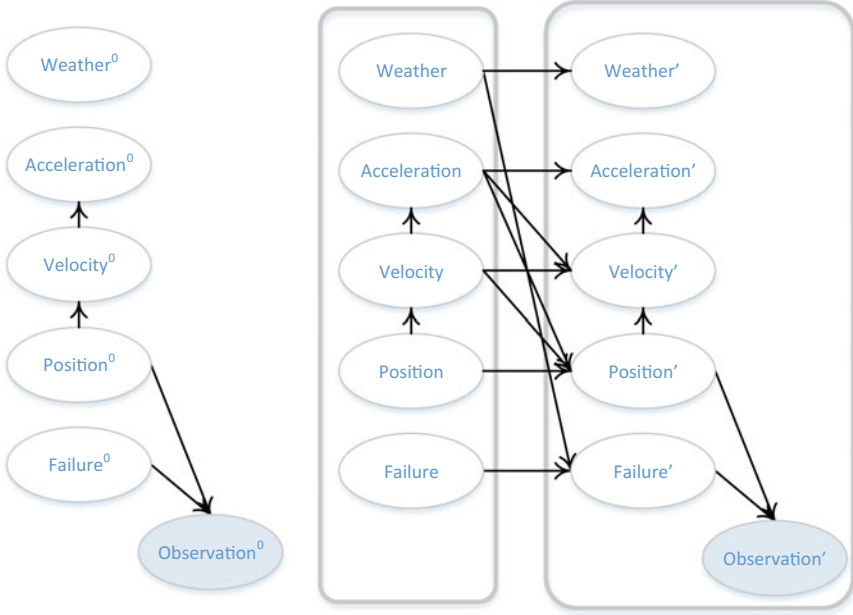 Weather⁰
Acceleration⁰
Velocity⁰
Position⁰
Failure⁰
Observation⁰
Weather
Acceleration
Velocity
Position
Failure
Weather’
Acceleration’
Velocity’
Position’
Failure’
Observation’